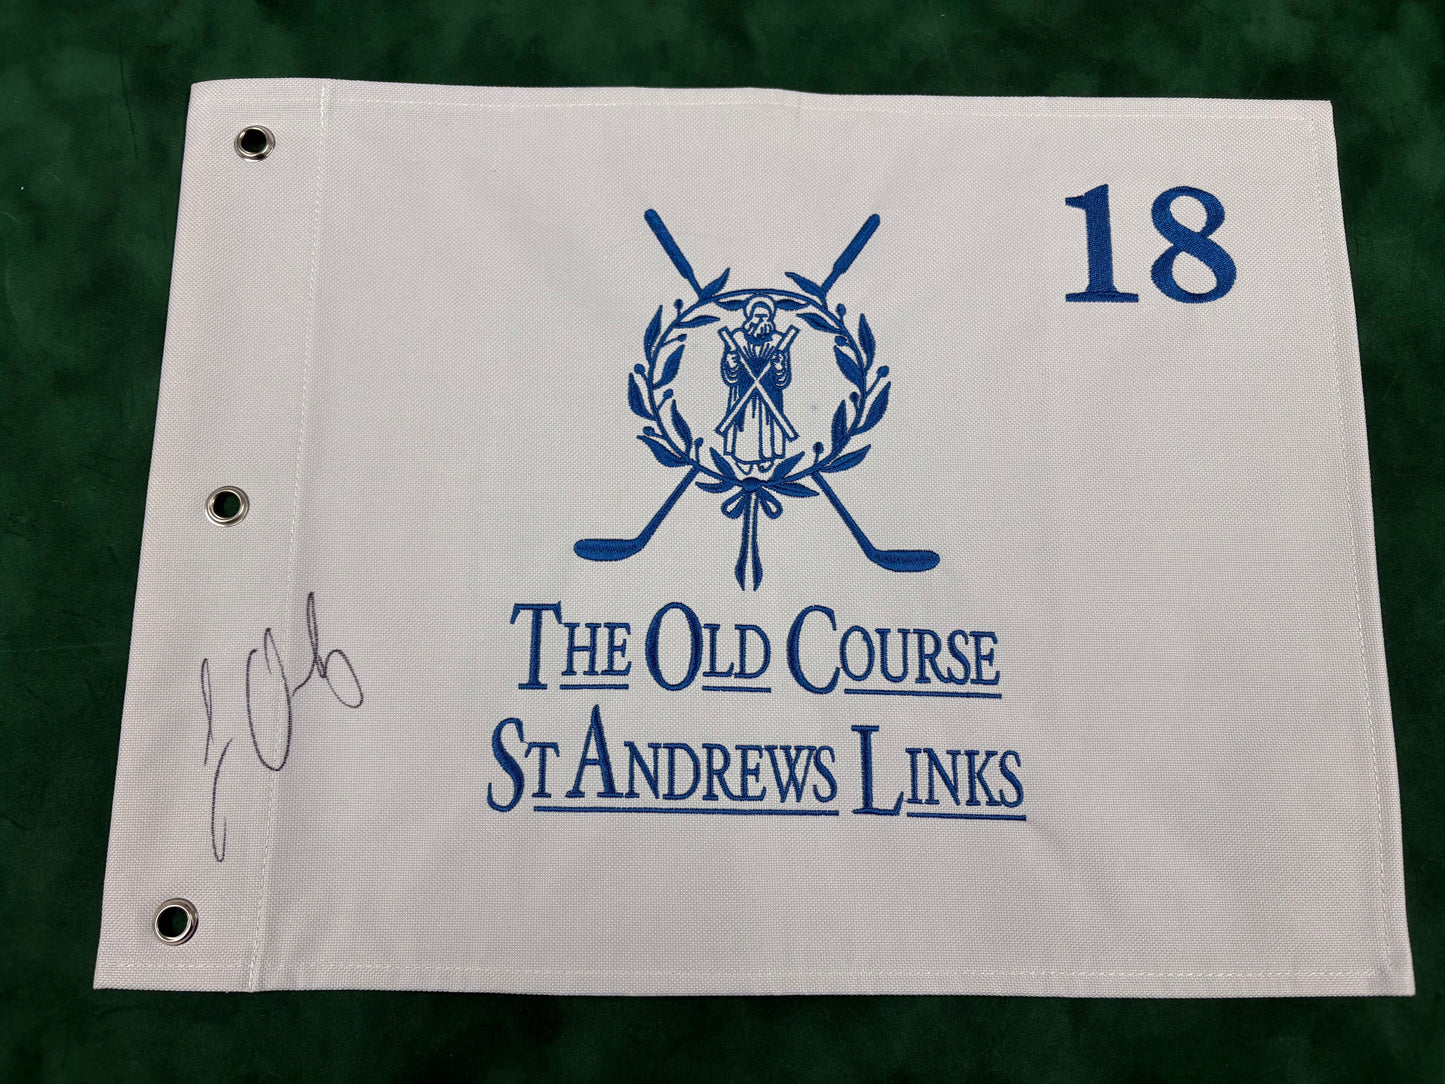 18
THE OLD COURSE
ST ANDREWS LINKS